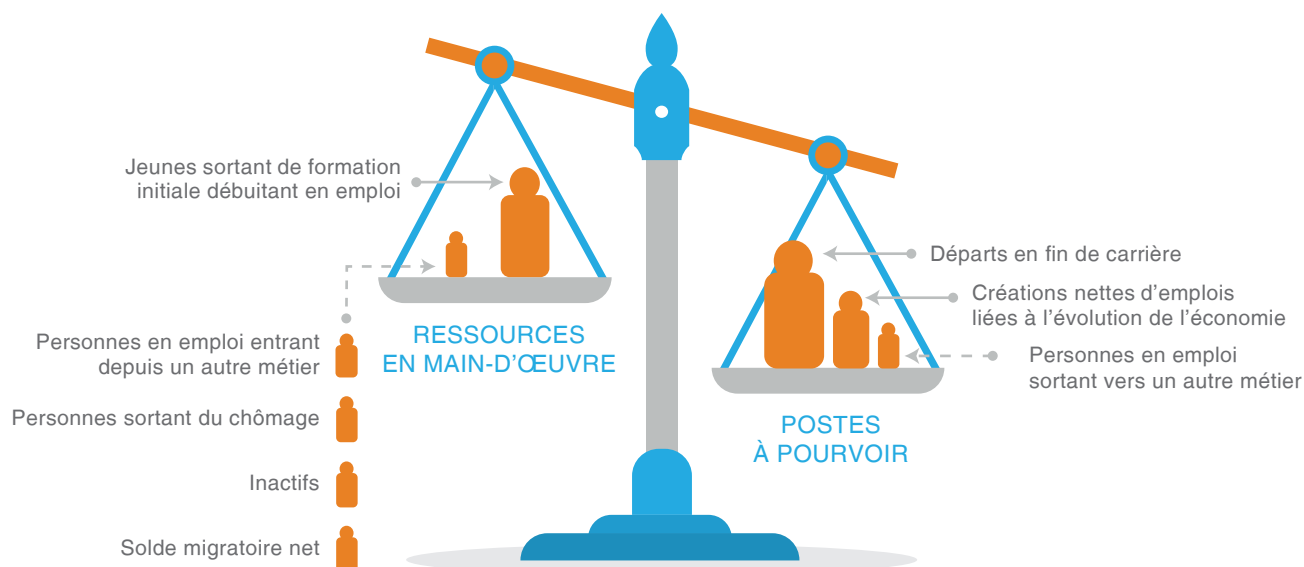 Jeunes sortant de formation
initiale débuitant en emploi
Départs en fin de carrière
Créations nettes d'emplois
liées à l'évolution de l'économie
RESSOURCES
EN MAIN-D'ŒUVRE
Personnes en emploi entrant
depuis un autre métier
Personnes en emploi
sortant vers un autre métier
Personnes sortant du chômage
POSTES
À POURVOIR
Inactifs
Solde migratoire net